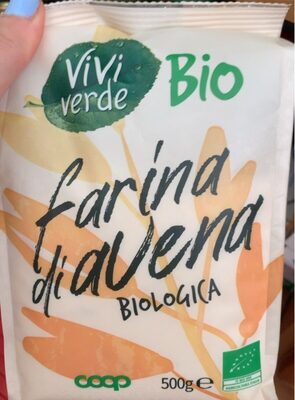 ViVi
verde
Bio
farina
di avena
BIOLOGICA
coop
500g ℮